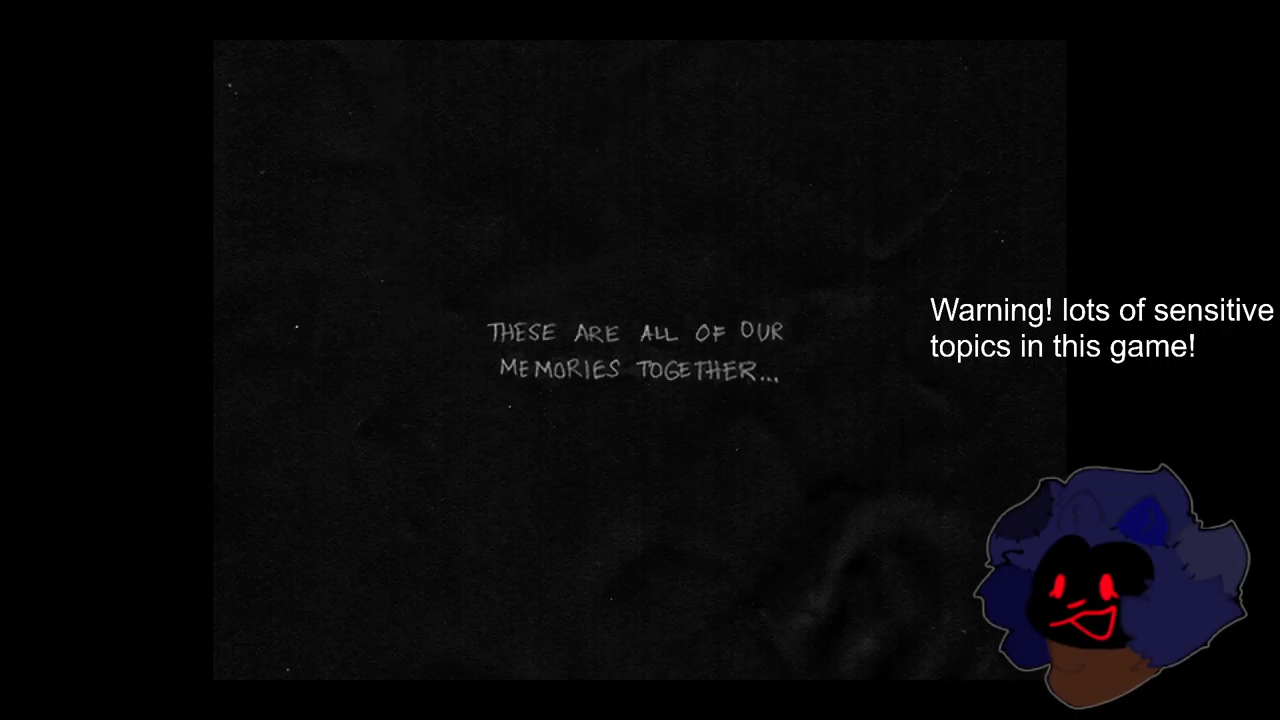 THESE ARE ALL OF OUR
MEMORIES TOGETHER...
Warning! lots of sensitive
topics in this game!